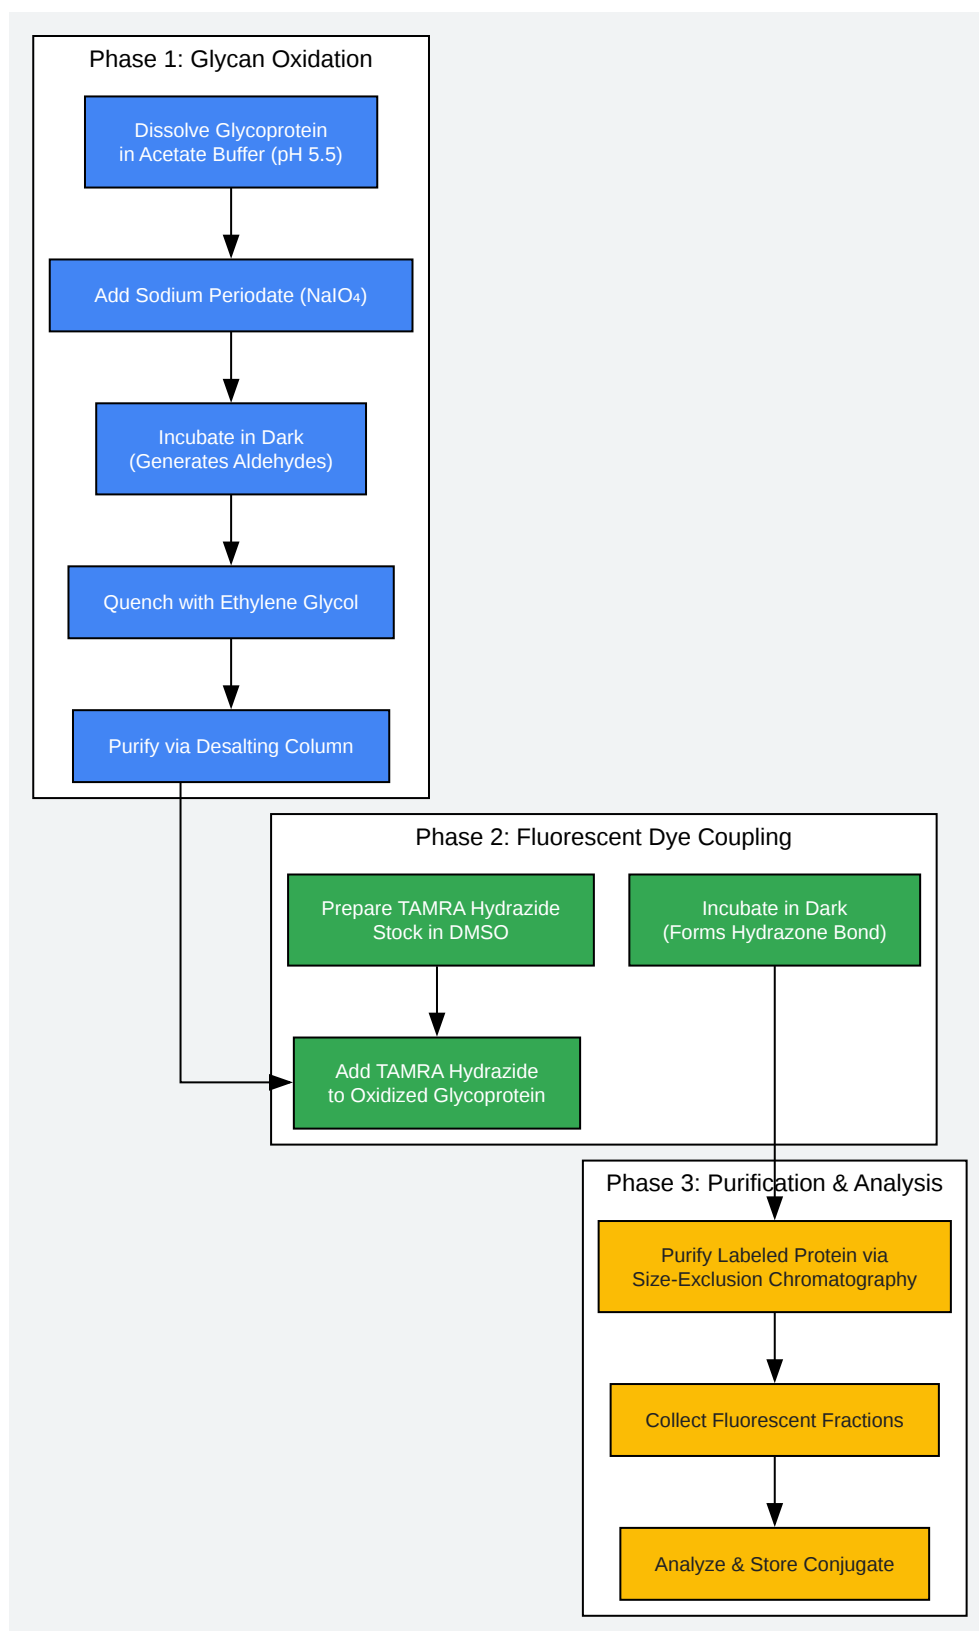 Phase 1: Glycan Oxidation
Dissolve Glycoprotein
in Acetate Buffer (pH 5.5)
Add Sodium Periodate (NaIO₄)
Incubate in Dark
(Generates Aldehydes)
Quench with Ethylene Glycol
Purify via Desalting Column
Phase 2: Fluorescent Dye Coupling
Prepare TAMRA Hydrazide
Stock in DMSO
Incubate in Dark
(Forms Hydrazone Bond)
Add TAMRA Hydrazide
to Oxidized Glycoprotein
Phase 3: Purification & Analysis
Purify Labeled Protein via
Size-Exclusion Chromatography
Collect Fluorescent Fractions
Analyze & Store Conjugate